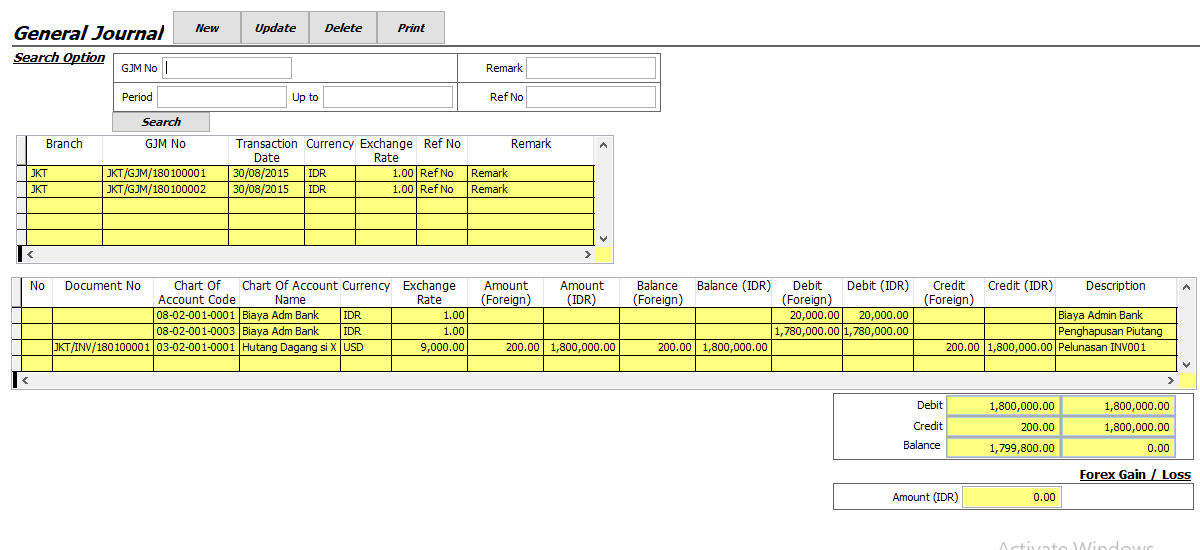 General Journal New Update Delete Print
Search Option
GJM No Remark
Period Up to Ref No
Search
Branch GJM No Transaction Date Currency Exchange Rate Ref No Remark
JKT JKT/GJM/180100001 30/08/2015 IDR 1.00 Ref No Remark
JKT JKT/GJM/180100002 30/08/2015 IDR 1.00 Ref No Remark
No Document No Chart Of Account Code Chart Of Account Name Currency Exchange Rate Amount (Foreign) Amount (IDR) Balance (Foreign) Balance (IDR) Debit (Foreign) Debit (IDR) Credit (Foreign) Credit (IDR) Description
08-02-001-0001 Biaya Adm Bank IDR 1.00 20,000.00 20,000.00 Biaya Admin Bank
08-02-001-0003 Biaya Adm Bank IDR 1.00 1,780,000.00 1,780,000.00 Penghapusan Piutang
JKT/INV/180100001 03-02-001-0001 Hutang Dagang si X USD 9,000.00 200.00 1,800,000.00 200.00 1,800,000.00 200.00 1,800,000.00 Pelunasan INV001
Debit 1,800,000.00 1,800,000.00
Credit 200.00 1,800,000.00
Balance 1,799,800.00 0.00
Forex Gain / Loss
Amount (IDR) 0.00
Activate Windows